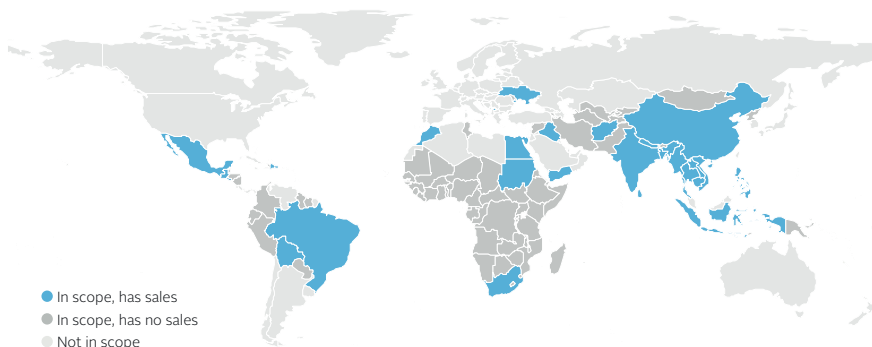 In scope, has sales
In scope, has no sales
Not in scope